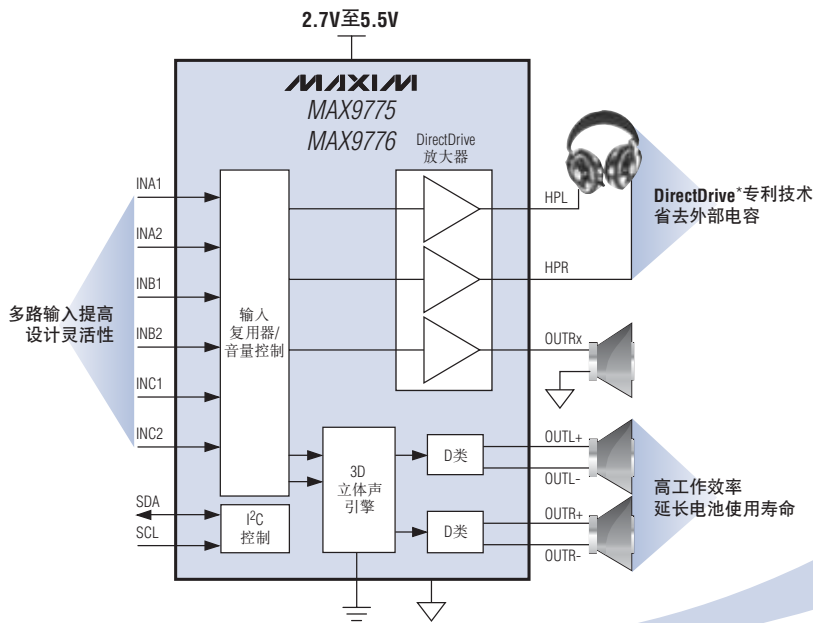 2.7V至5.5V
MAXIM
MAX9775
MAX9776
DirectDrive
放大器
INA1
INA2
INB1
INB2
INC1
INC2
SDA
SCL
多路输入提高
设计灵活性
输入
复用器/
音量控制
I²C
控制
3D
立体声
引擎
D类
D类
HPL
HPR
OUTRx
OUTL+
OUTL-
OUTR+
OUTR-
DirectDrive*专利技术
省去外部电容
高工作效率
延长电池使用寿命